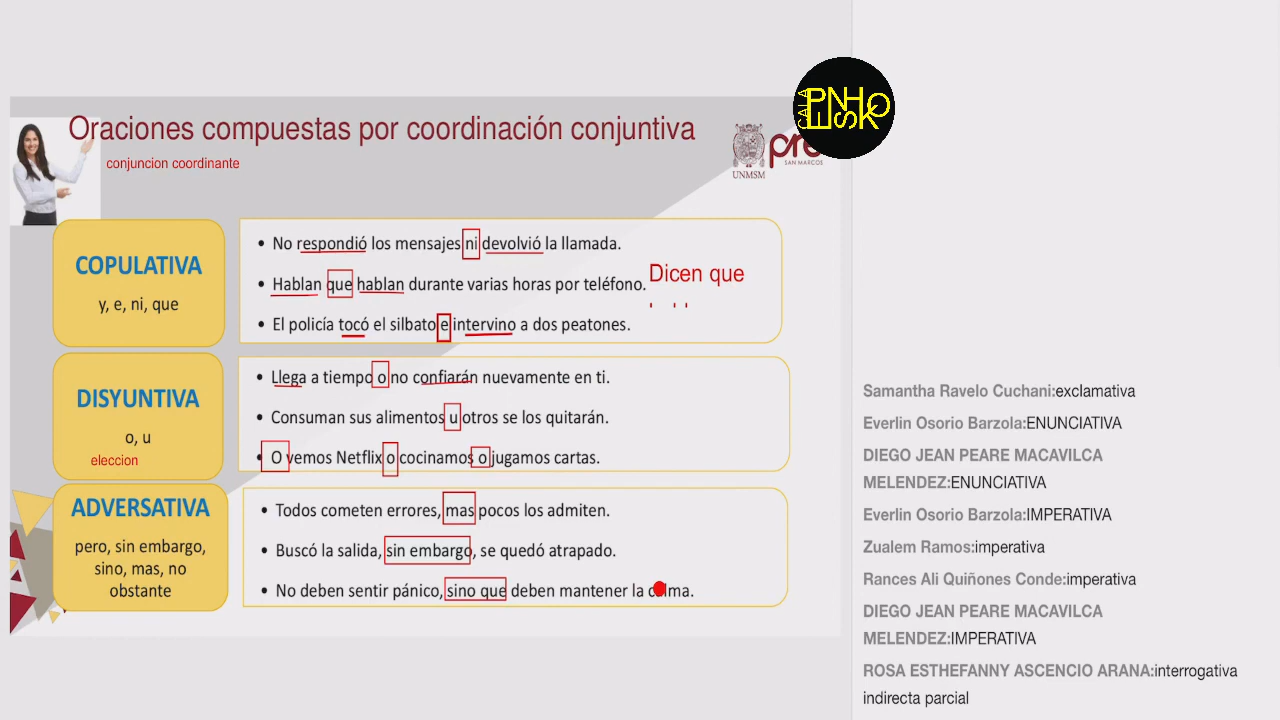 Oraciones compuestas por coordinación conjuntiva
conjuncion coordinante
UNMSM
SAN MARCOS
COPULATIVA
y, e, ni, que
• No respondió los mensajes ni devolvió la llamada.
• Hablan que hablan durante varias horas por teléfono.
Dicen que
• El policía tocó el silbato e intervino a dos peatones.
DISYUNTIVA
o, u
eleccion
• Llega a tiempo o no confiarán nuevamente en ti.
• Consuman sus alimentos u otros se los quitarán.
• O vemos Netflix o cocinamos o jugamos cartas.
ADVERSATIVA
pero, sin embargo,
sino, mas, no
obstante
• Todos cometen errores, mas pocos los admiten.
• Buscó la salida, sin embargo, se quedó atrapado.
• No deben sentir pánico, sino que deben mantener la calma.
Samantha Ravelo Cuchani:exclamativa
Everlin Osorio Barzola:ENUNCIATIVA
DIEGO JEAN PEARE MACAVILCA
MELENDEZ:ENUNCIATIVA
Everlin Osorio Barzola:IMPERATIVA
Zualem Ramos:imperativa
Rances Ali Quiñones Conde:imperativa
DIEGO JEAN PEARE MACAVILCA
MELENDEZ:IMPERATIVA
ROSA ESTHEFANNY ASCENCIO ARANA:interrogativa
indirecta parcial